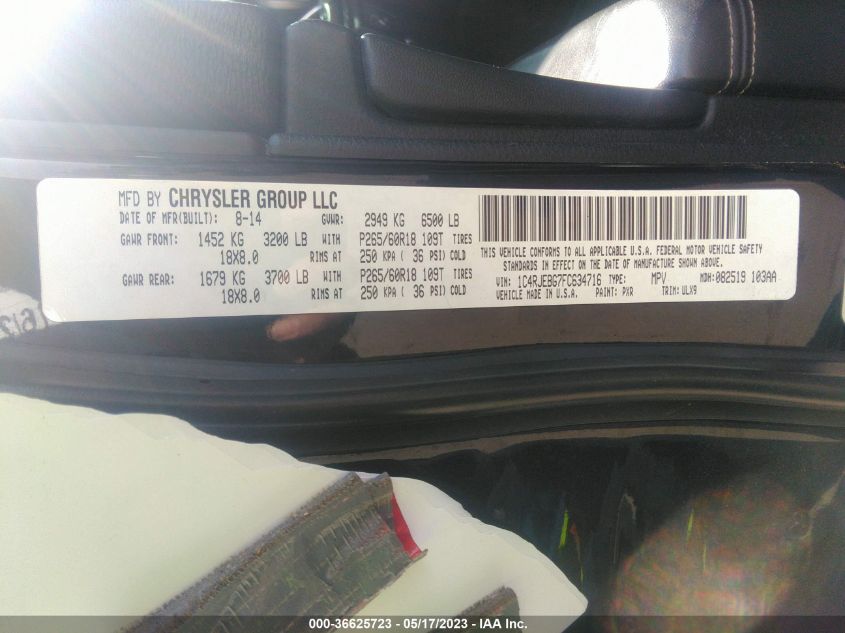 MFD BY CHRYSLER GROUP LLC
DATE OF MFR(BUILT): 8-14 GVWR: 2949 KG 6500 LB
GAWR FRONT: 1452 KG 3200 LB WITH P265/60R18 109T TIRES
18X8.0 RIMS AT 250 KPA ( 36 PSI) COLD
GAWR REAR: 1679 KG 3700 LB WITH P265/60R18 109T TIRES
18X8.0 RIMS AT 250 KPA ( 36 PSI) COLD
THIS VEHICLE CONFORMS TO ALL APPLICABLE U.S.A. FEDERAL MOTOR VEHICLE SAFETY
STANDARDS IN EFFECT ON THE DATE OF MANUFACTURE SHOWN ABOVE.
VIN: 1C4RJEBG7FC634716 TYPE: MPV MDH: 082519 103AA
VEHICLE MADE IN U.S.A. PAINT: PXR TRIM: ULX9
000-36625723 - 05/17/2023 - IAA Inc.